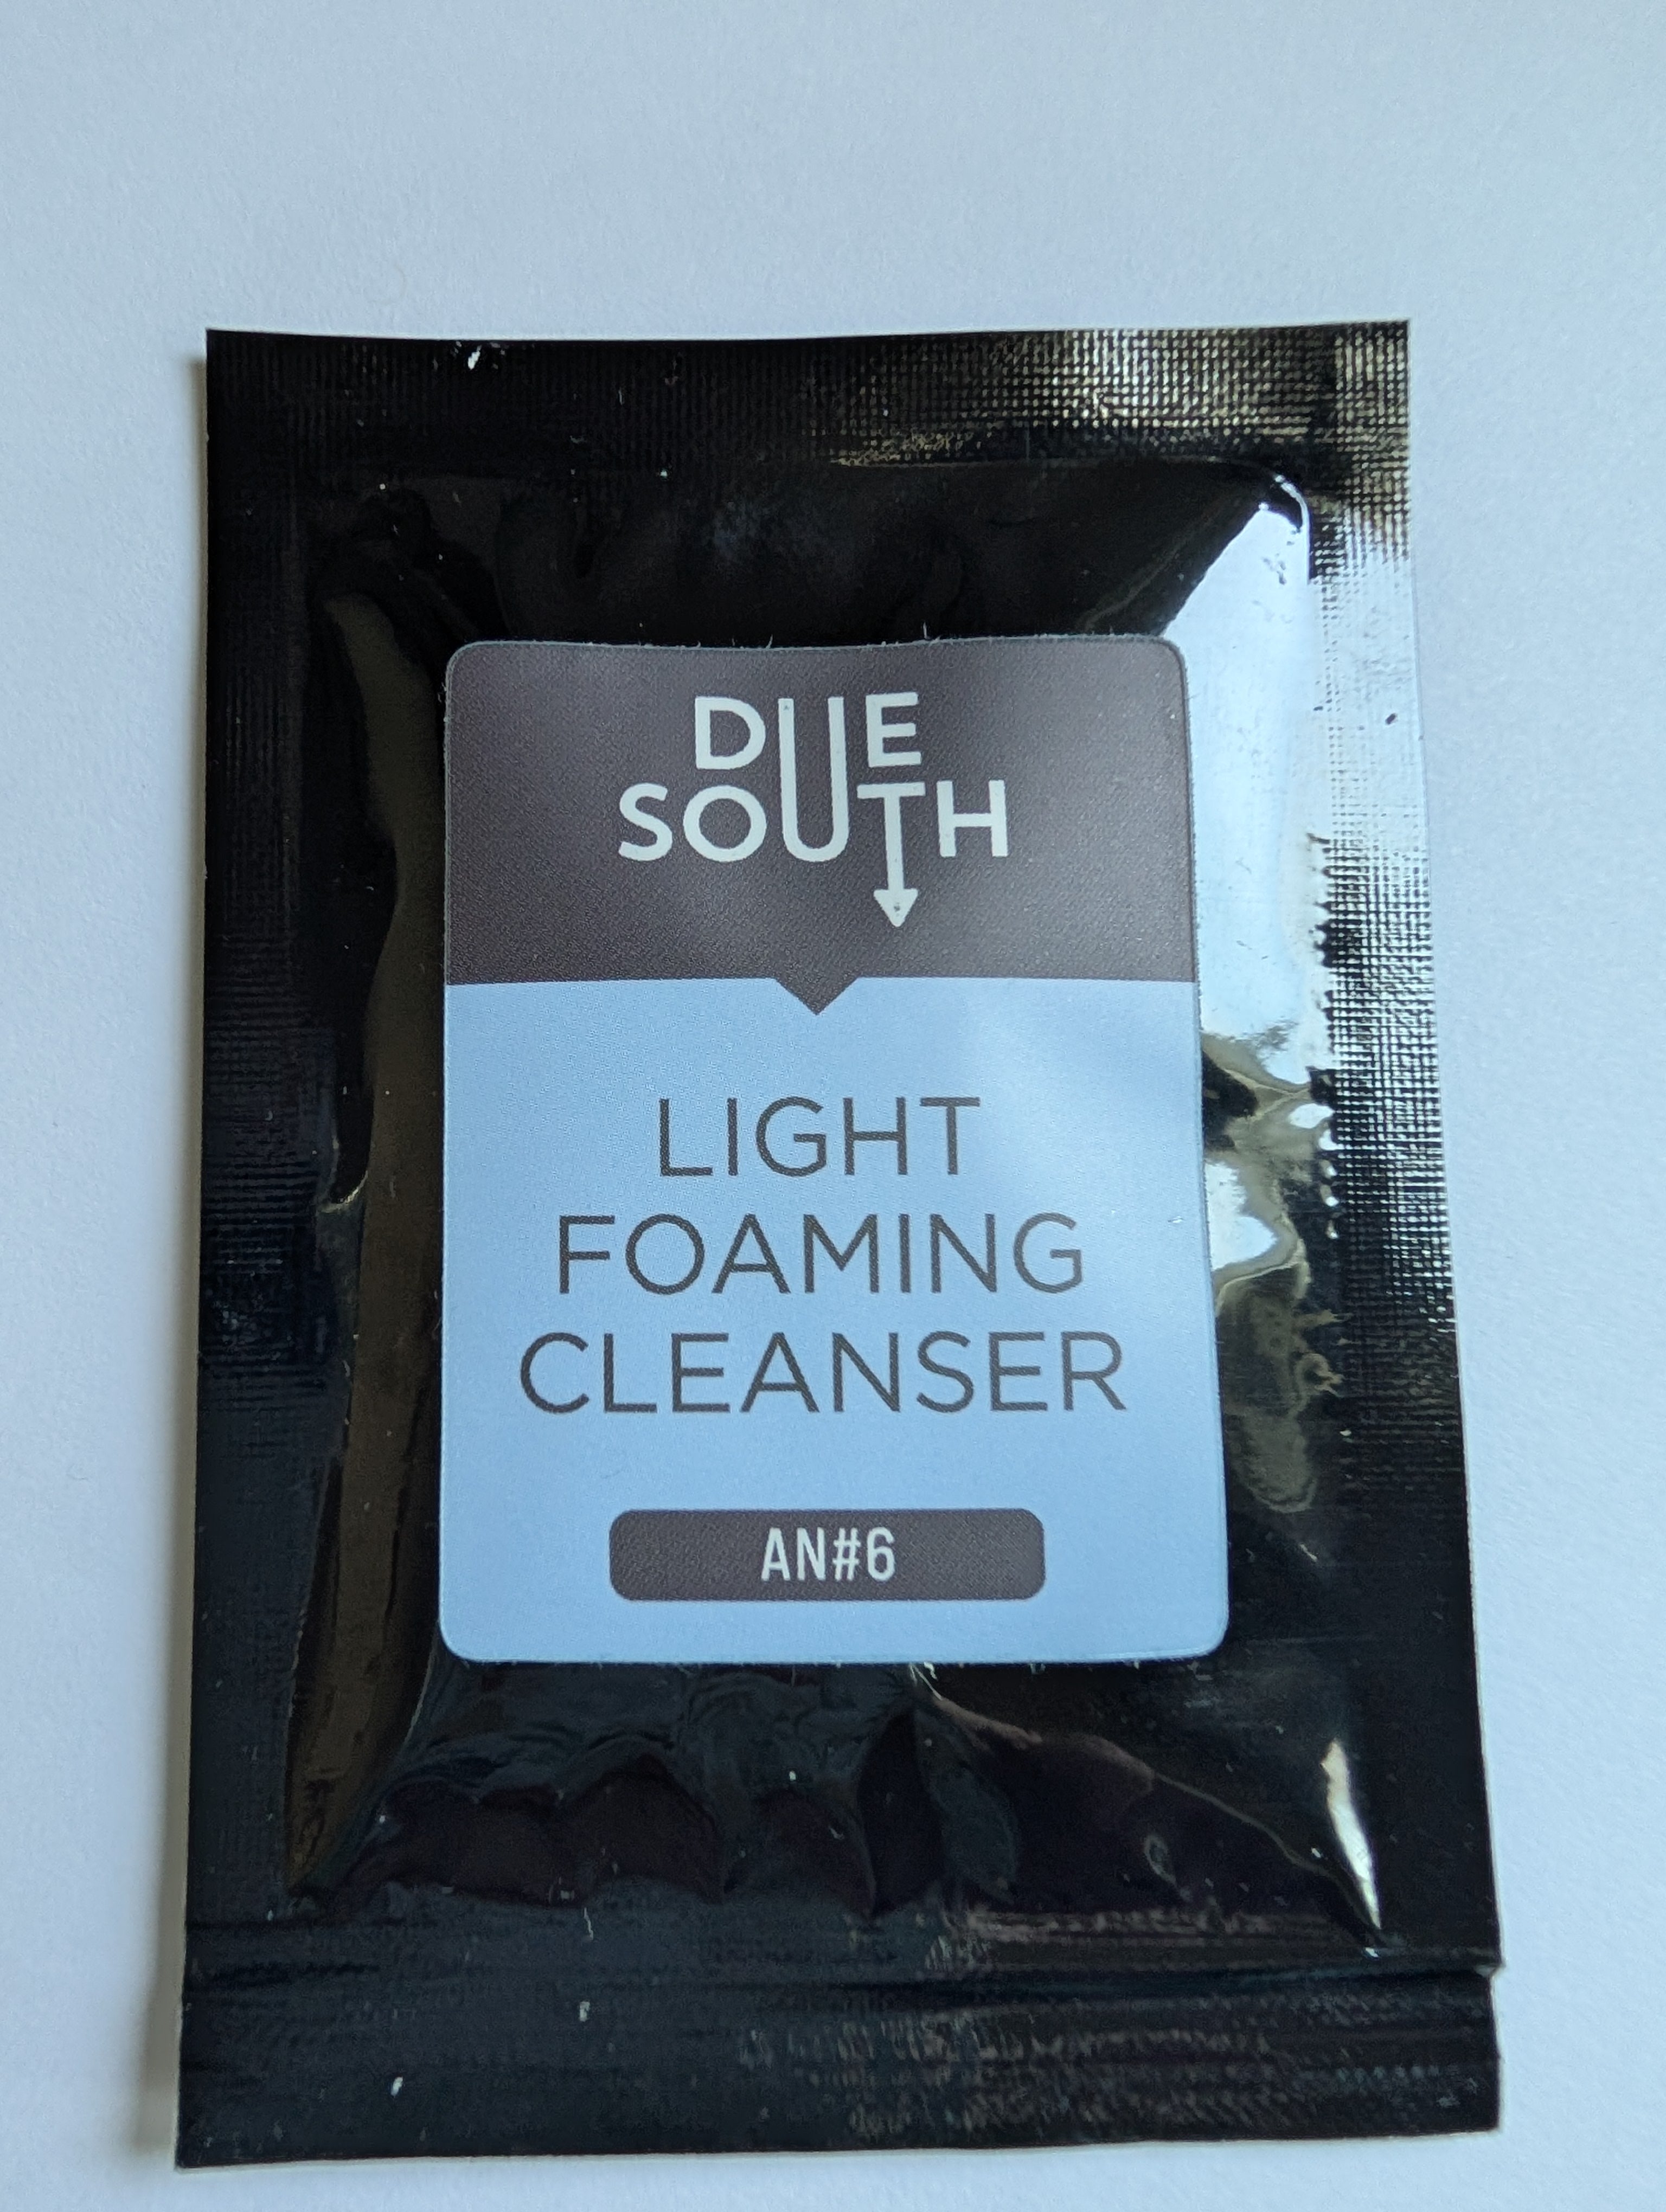 DUE
SOUTH
LIGHT
FOAMING
CLEANSER
AN#6